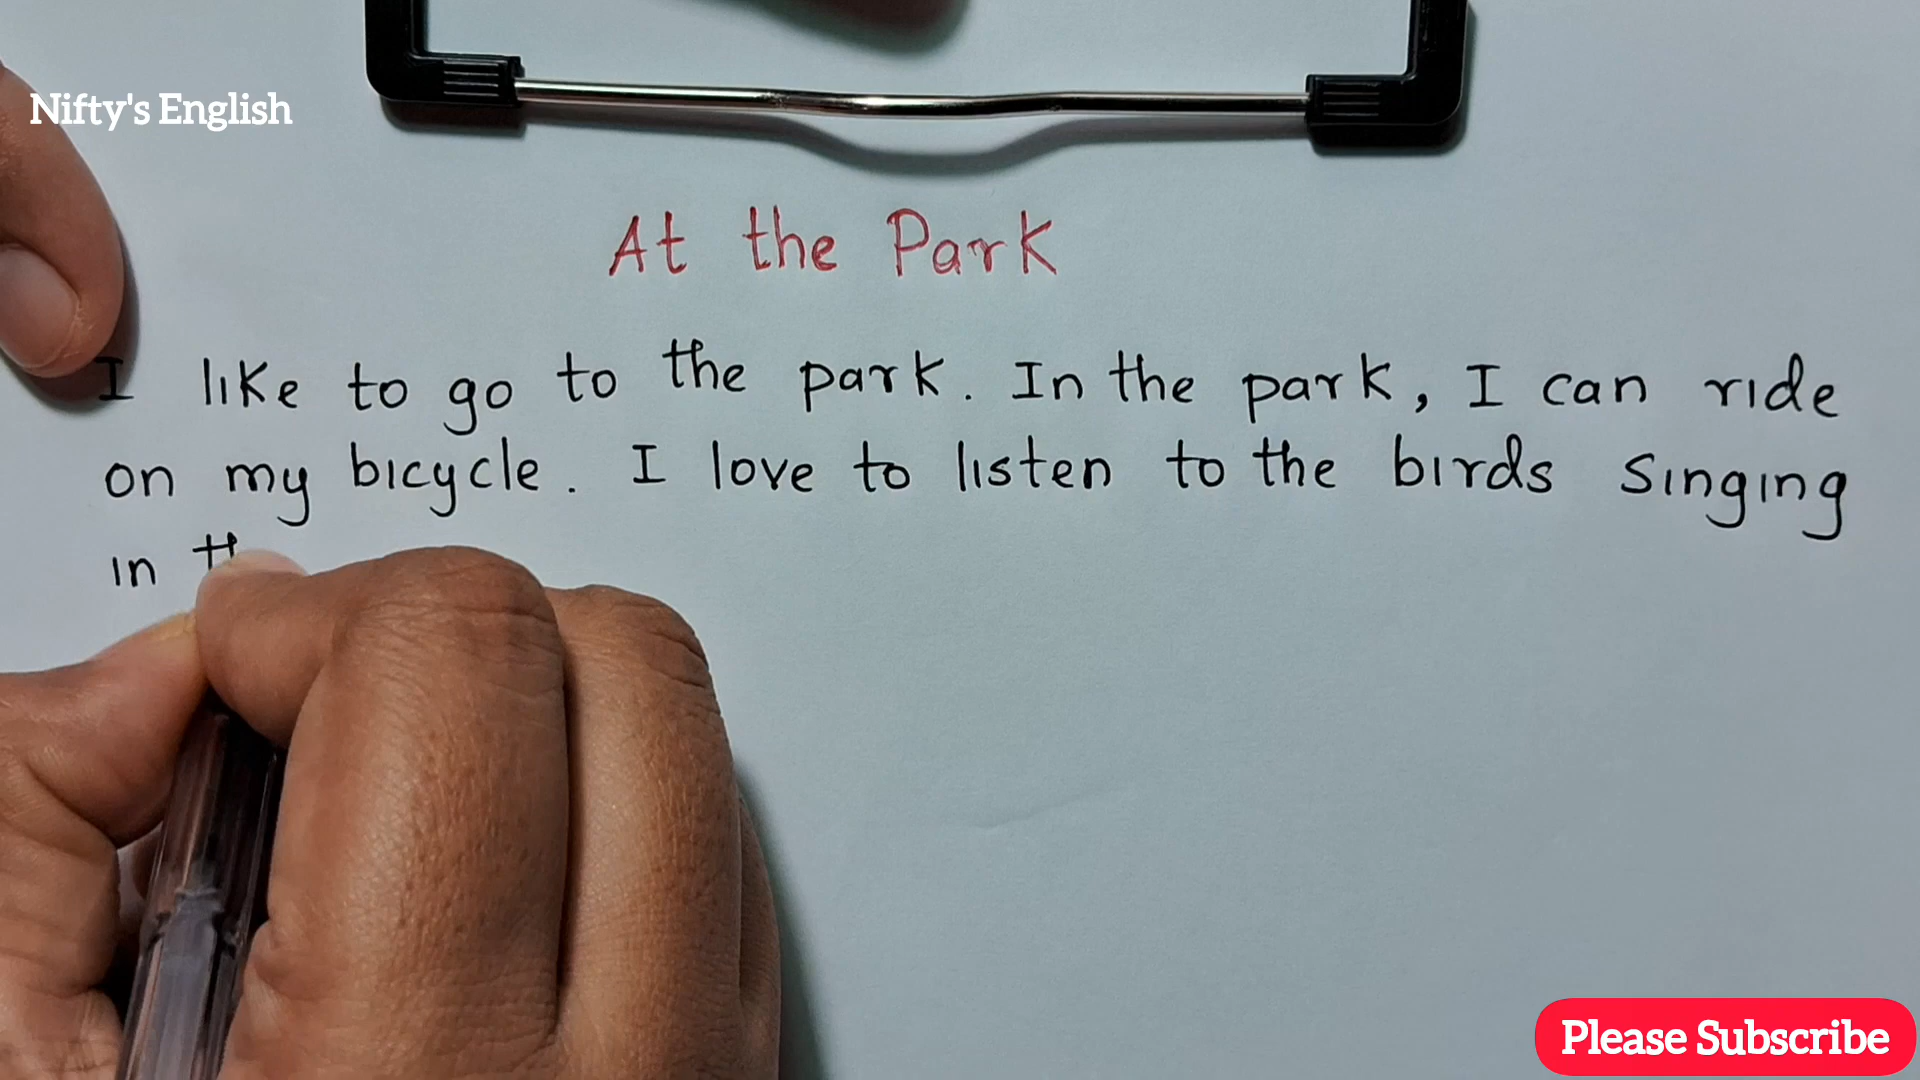 Nifty's English
At the Park
I like to go to the park. In the park, I can ride
on my bicycle. I love to listen to the birds singing
in
Please Subscribe